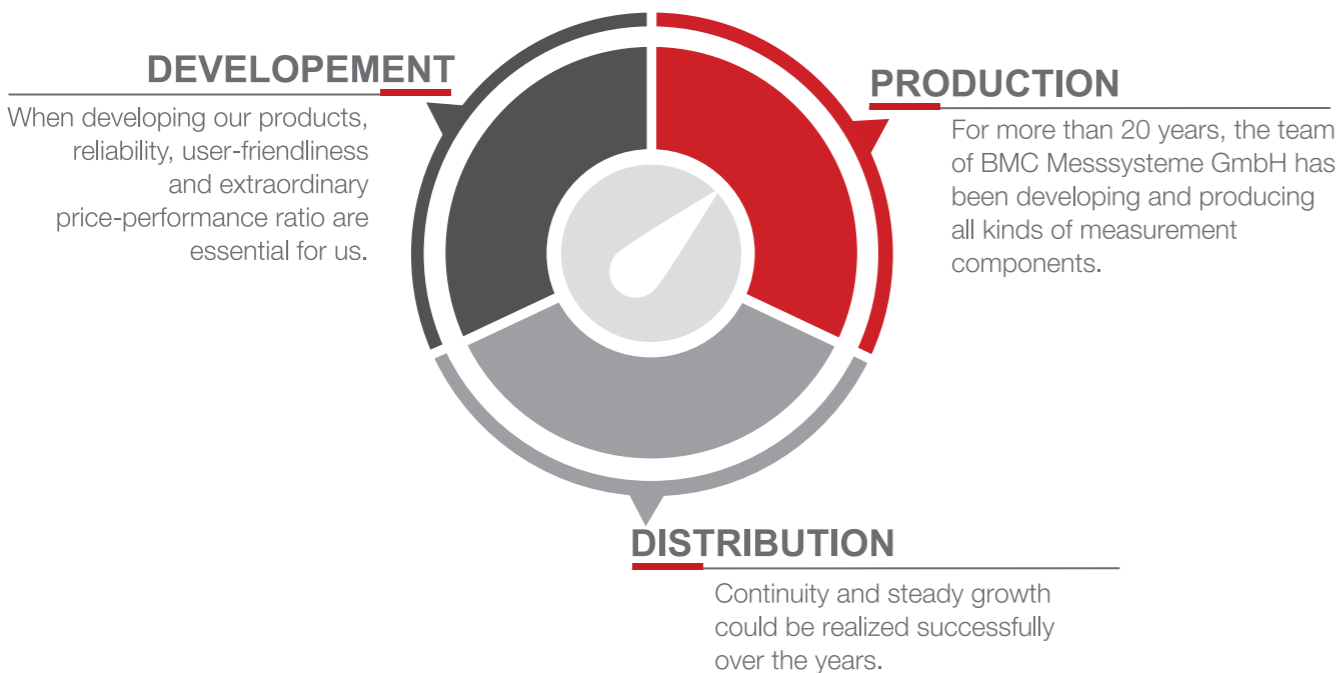 DEVELOPEMENT
When developing our products,
reliability, user-friendliness
and extraordinary
price-performance ratio are
essential for us.
PRODUCTION
For more than 20 years, the team
of BMC Messsysteme GmbH has
been developing and producing
all kinds of measurement
components.
DISTRIBUTION
Continuity and steady growth
could be realized successfully
over the years.